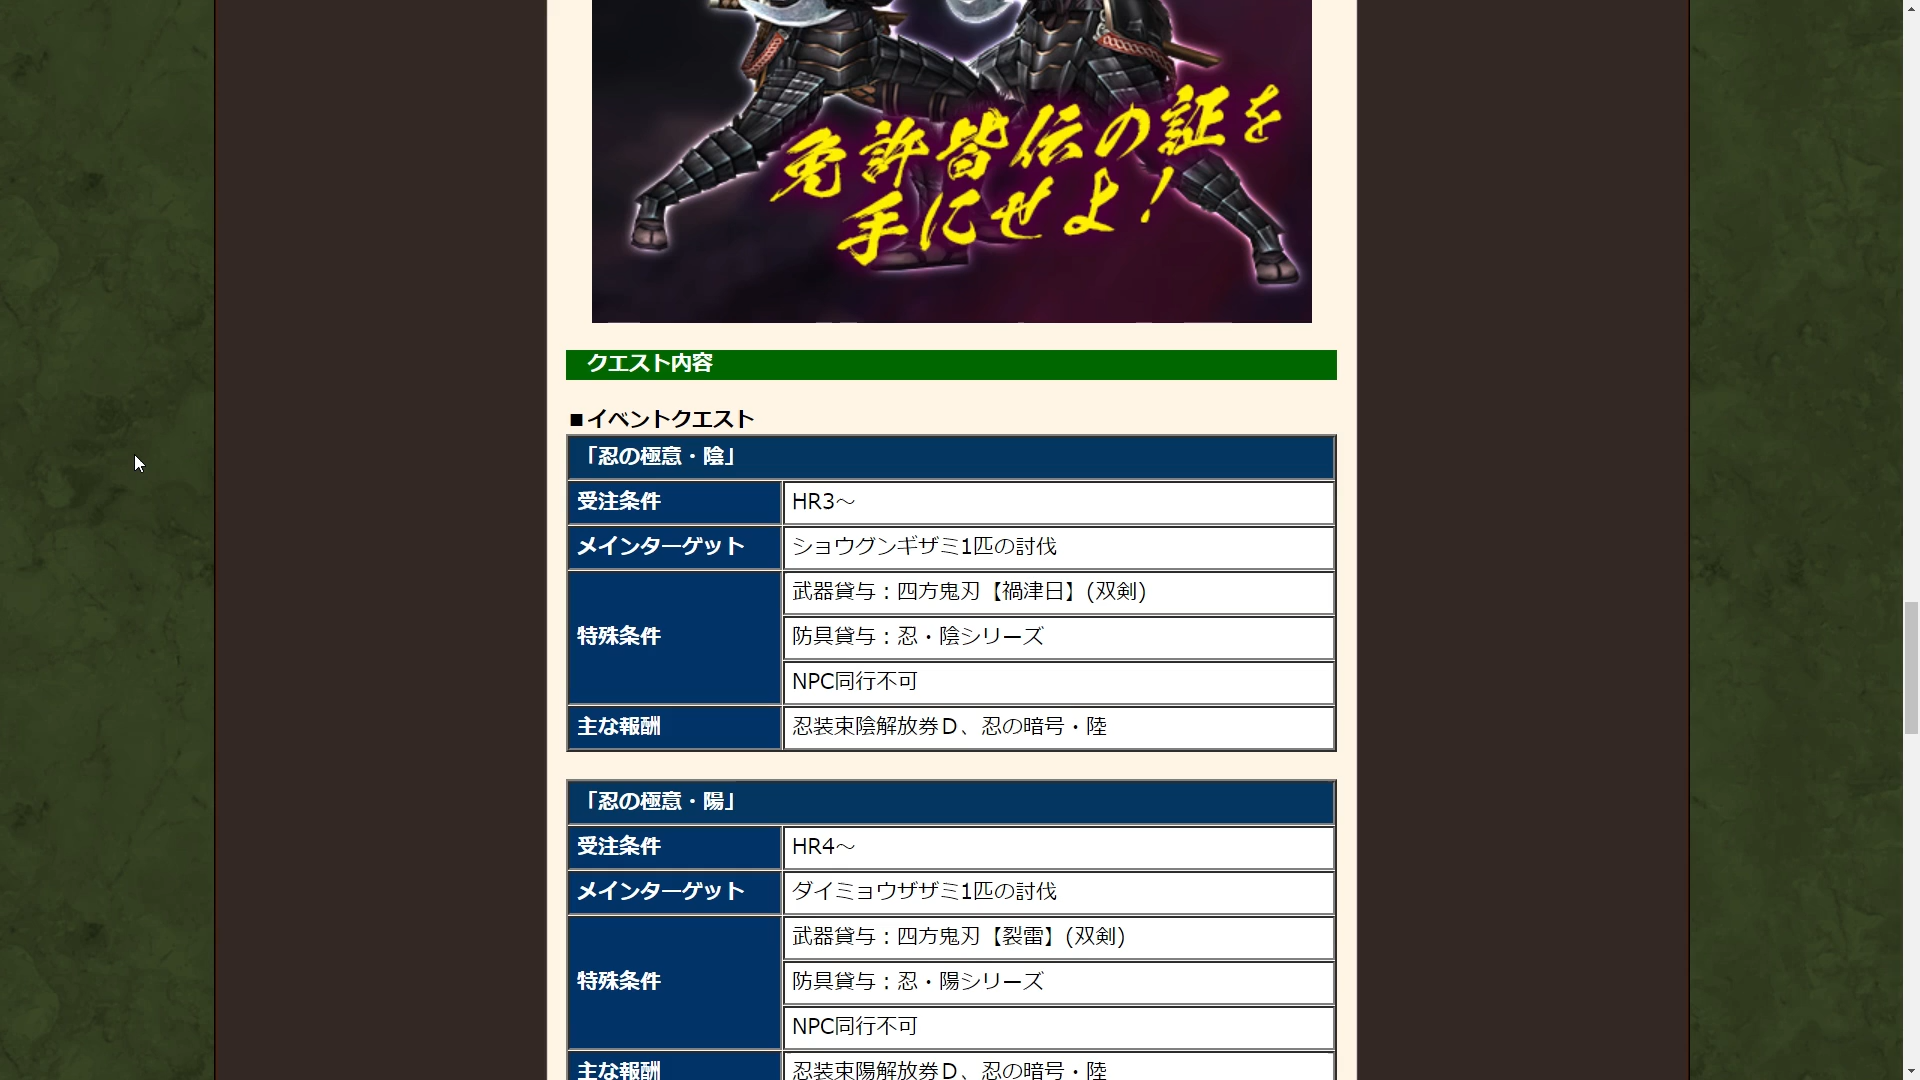 免許皆伝の証を
手にせよ！
クエスト内容
■イベントクエスト
「忍の極意・陰」
受注条件 HR3～
メインターゲット ショウグンギザミ1匹の討伐
特殊条件 武器貸与：四方鬼刃【禍津日】(双剣)
防具貸与：忍・陰シリーズ
NPC同行不可
主な報酬 忍装束陰解放券Ｄ、忍の暗号・陸
「忍の極意・陽」
受注条件 HR4～
メインターゲット ダイミョウザザミ1匹の討伐
特殊条件 武器貸与：四方鬼刃【裂雷】(双剣)
防具貸与：忍・陽シリーズ
NPC同行不可
主な報酬 忍装束陽解放券Ｄ、忍の暗号・陸